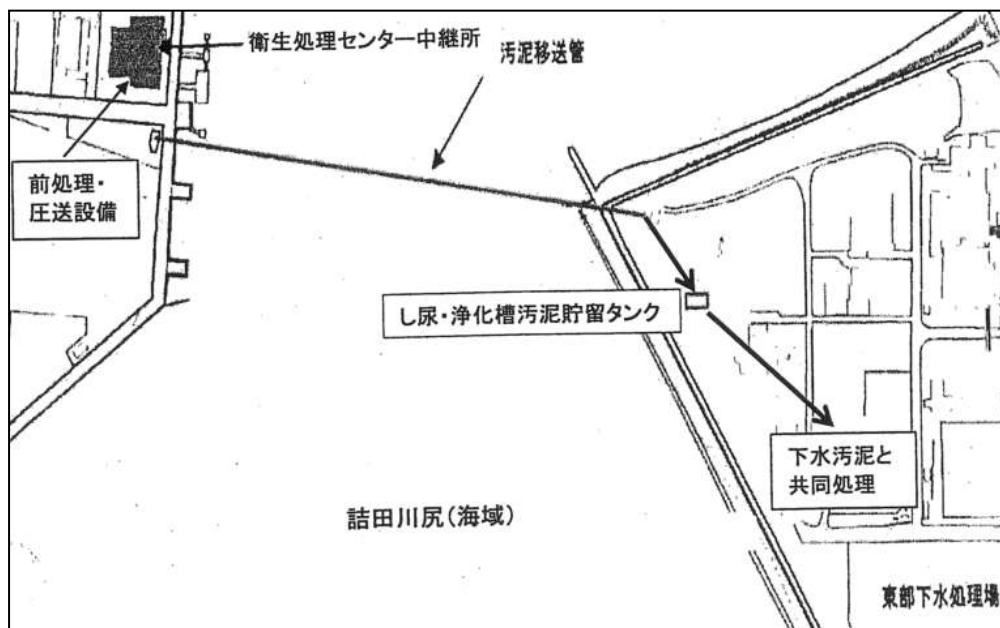 衛生処理センター中継所
汚泥移送管
前処理・
圧送設備
し尿・浄化槽汚泥貯留タンク
下水汚泥と
共同処理
詰田川尻(海域)
東部下水処理場